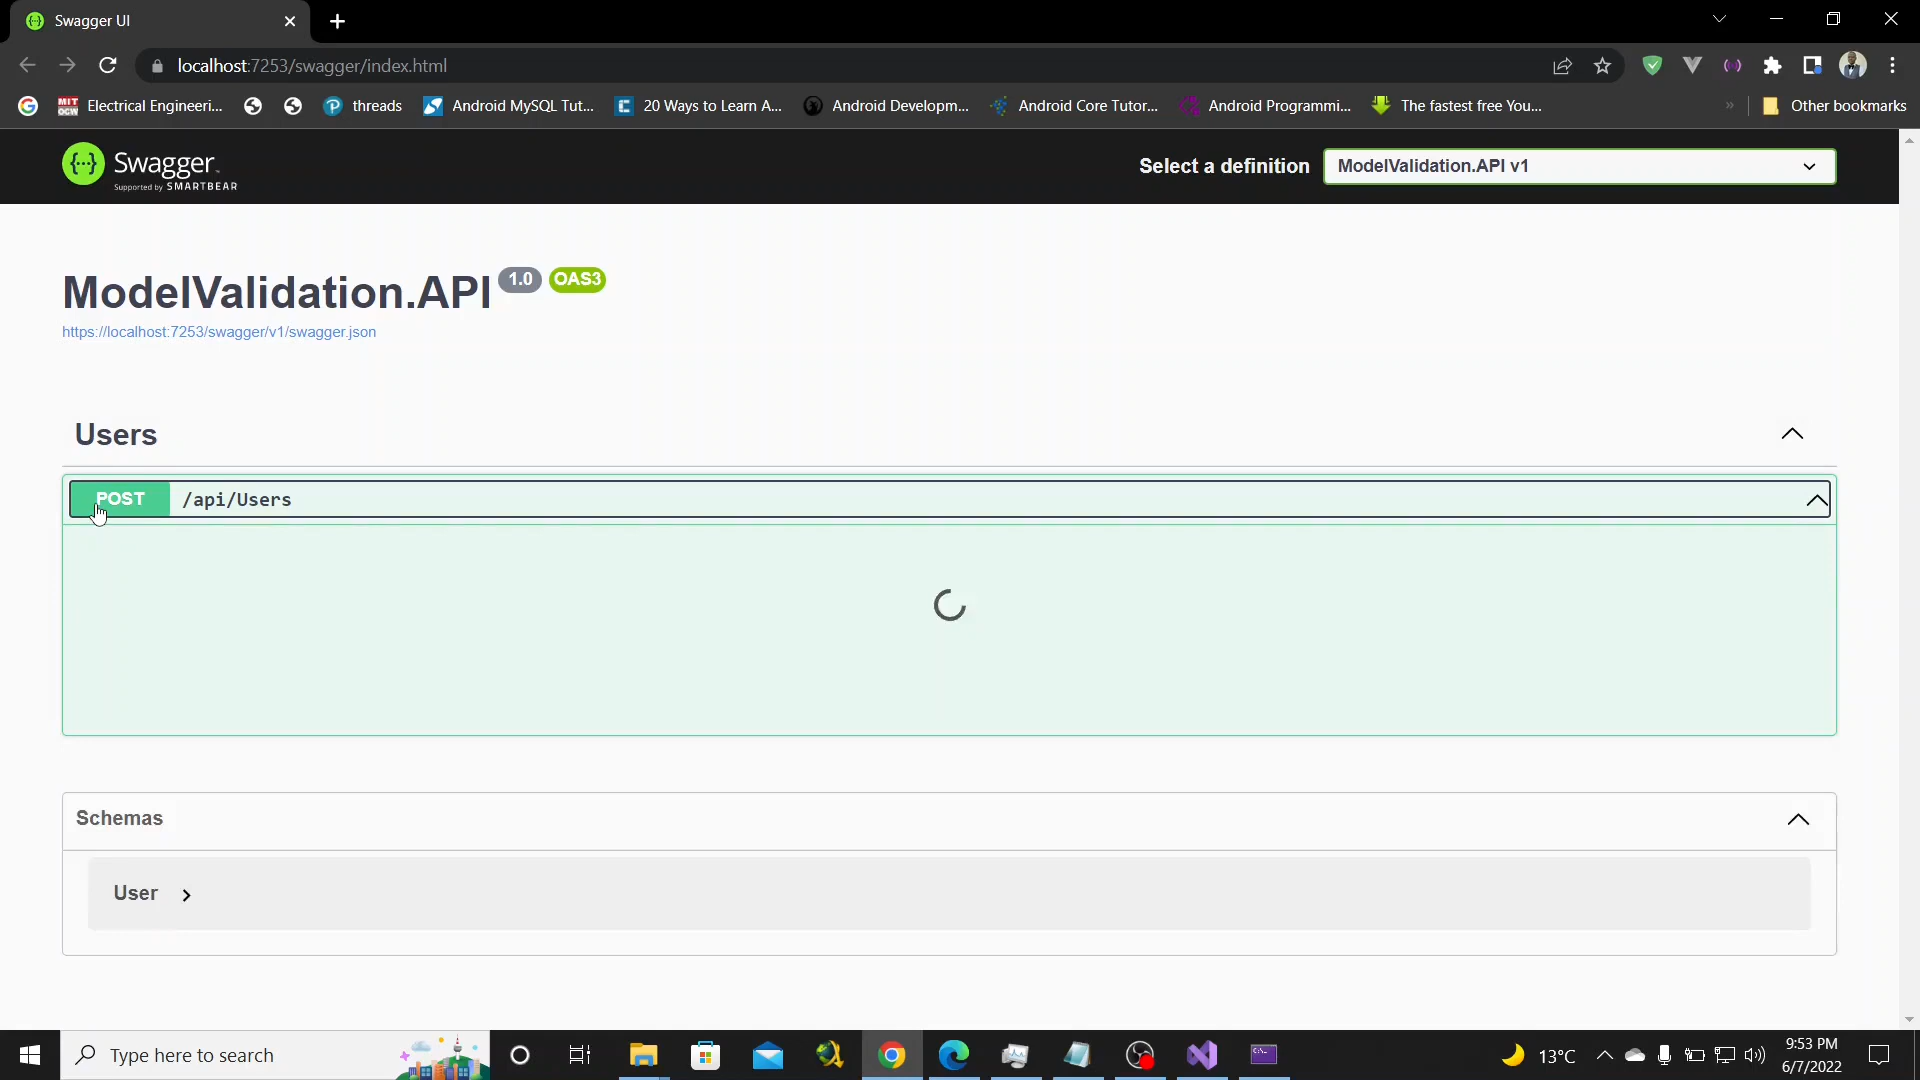 Swagger UI
localhost:7253/swagger/index.html
MIT OCW Electrical Engineeri... threads Android MySQL Tut... 20 Ways to Learn A... Android Developm... Android Core Tutor... Android Programmi... The fastest free You... » Other bookmarks
Swagger
Supported by SMARTBEAR
Select a definition
ModelValidation.API v1
ModelValidation.API 1.0 OAS3
https://localhost:7253/swagger/v1/swagger.json
Users
POST /api/Users
Schemas
User
Type here to search
13°C
9:53 PM
6/7/2022